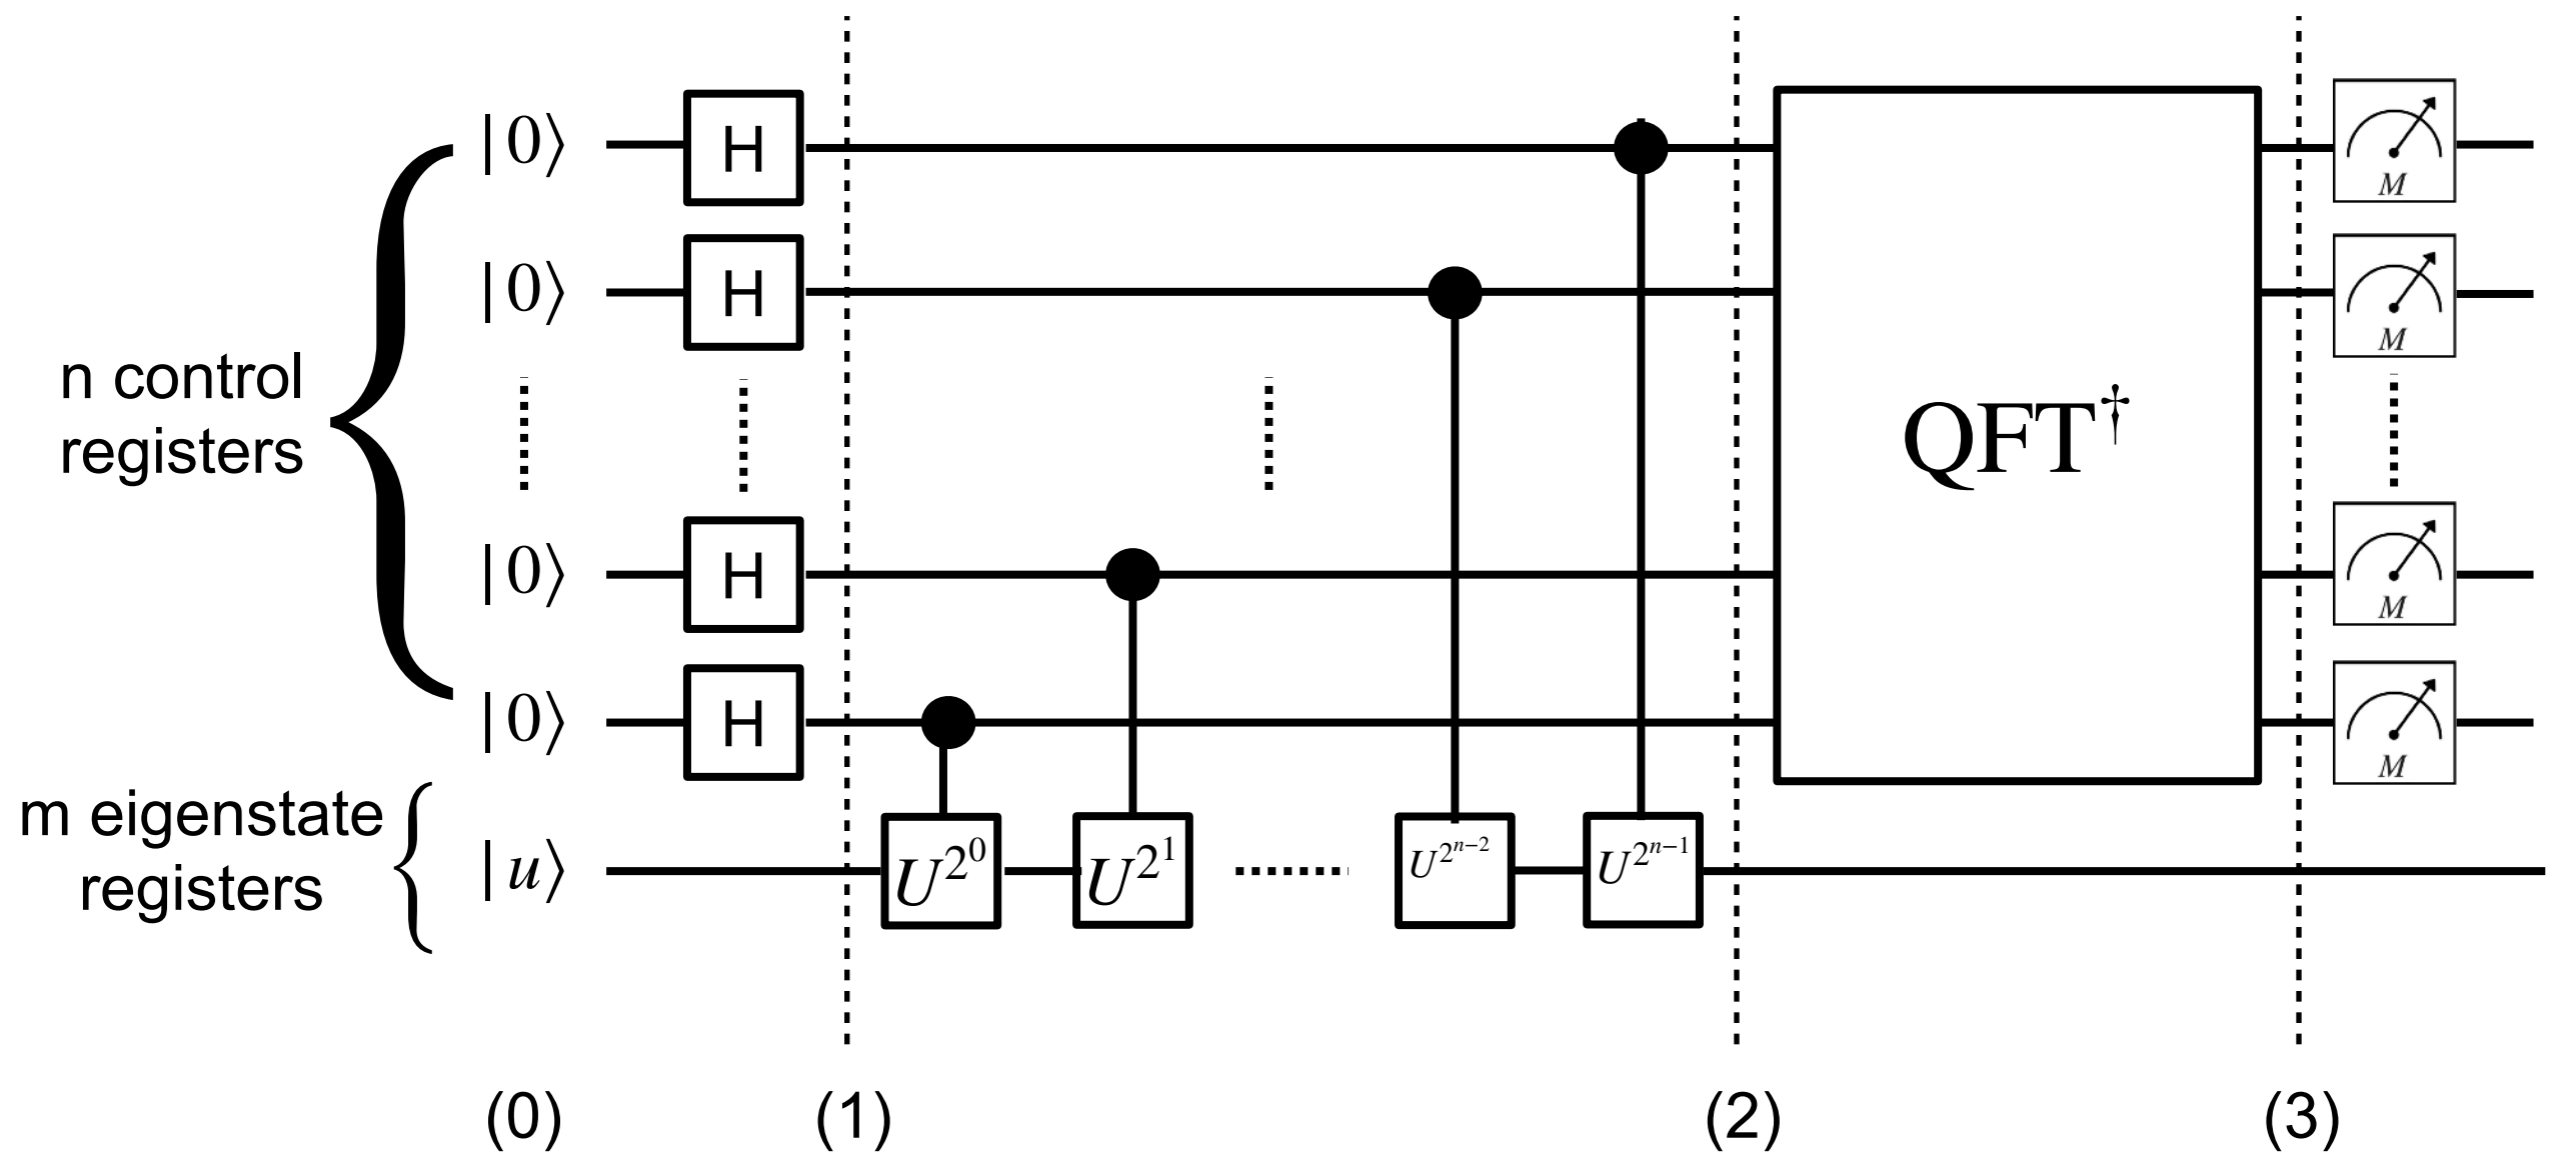 |0⟩ H M
|0⟩ H M
n control
registers
QFT†
|0⟩ H M
|0⟩ H M
m eigenstate
registers
|u⟩ U^{2^0} U^{2^1} U^{2^{n−2}} U^{2^{n−1}}
(0) (1) (2) (3)